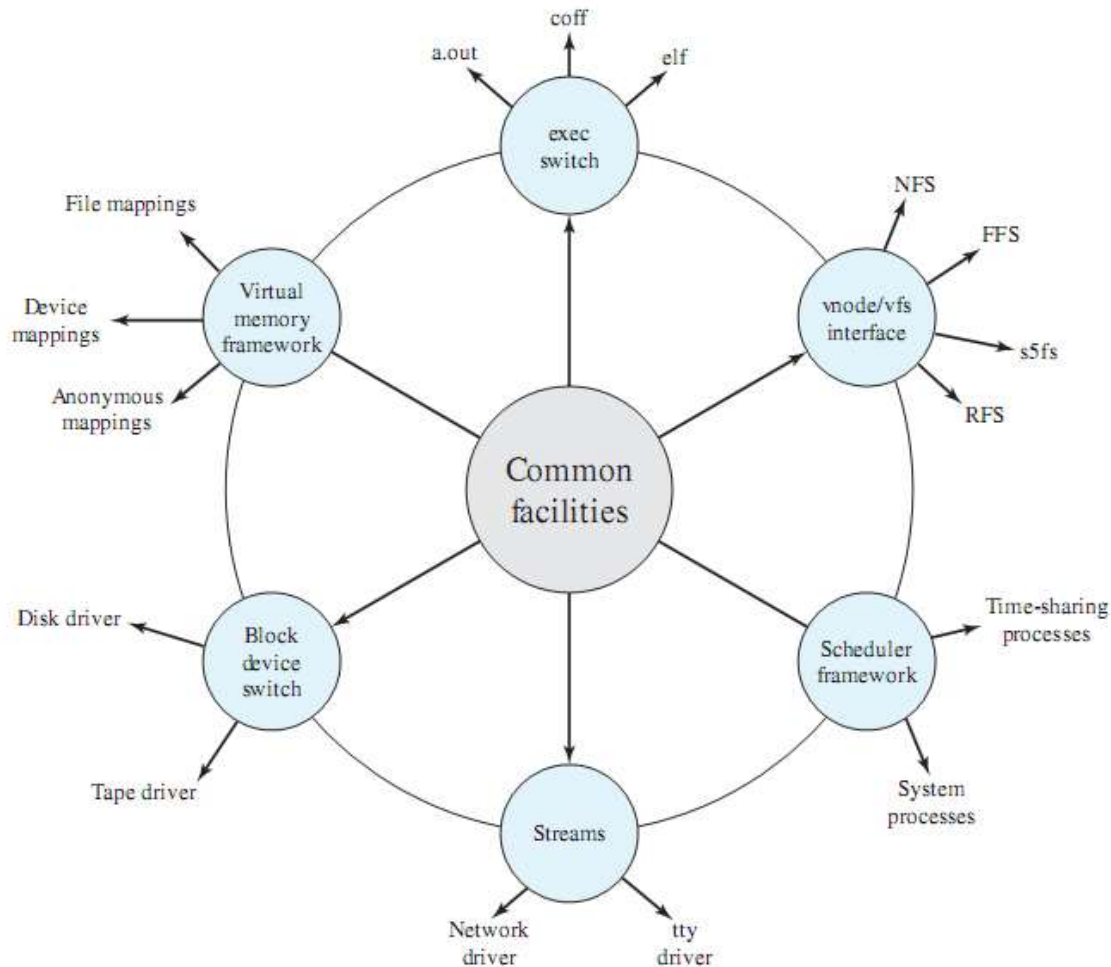 coff
a.out
elf
exec
switch
NFS
File mappings
FFS
Virtual
memory
framework
Device
mappings
vnode/vfs
interface
s5fs
Anonymous
mappings
RFS
Common
facilities
Disk driver
Block
device
switch
Time-sharing
processes
Scheduler
framework
Tape driver
System
processes
Streams
Network
driver
tty
driver